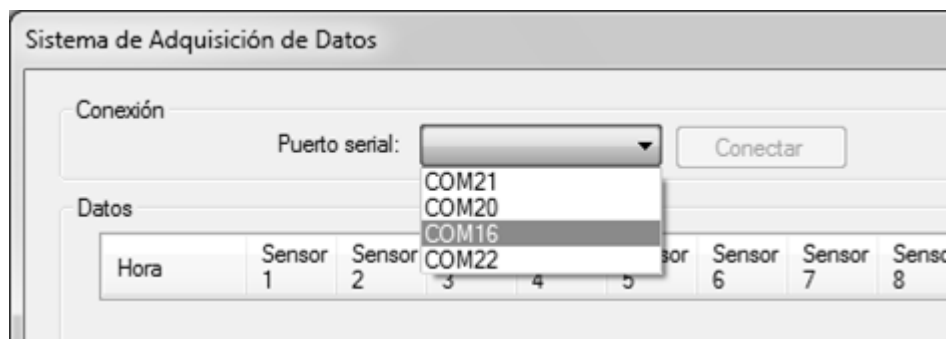 Sistema de Adquisición de Datos
Conexión
Puerto serial:
Conectar
COM21
COM20
COM16
COM22
Datos
Hora
Sensor
1
Sensor
2
3
4
5
Sensor
6
Sensor
7
8